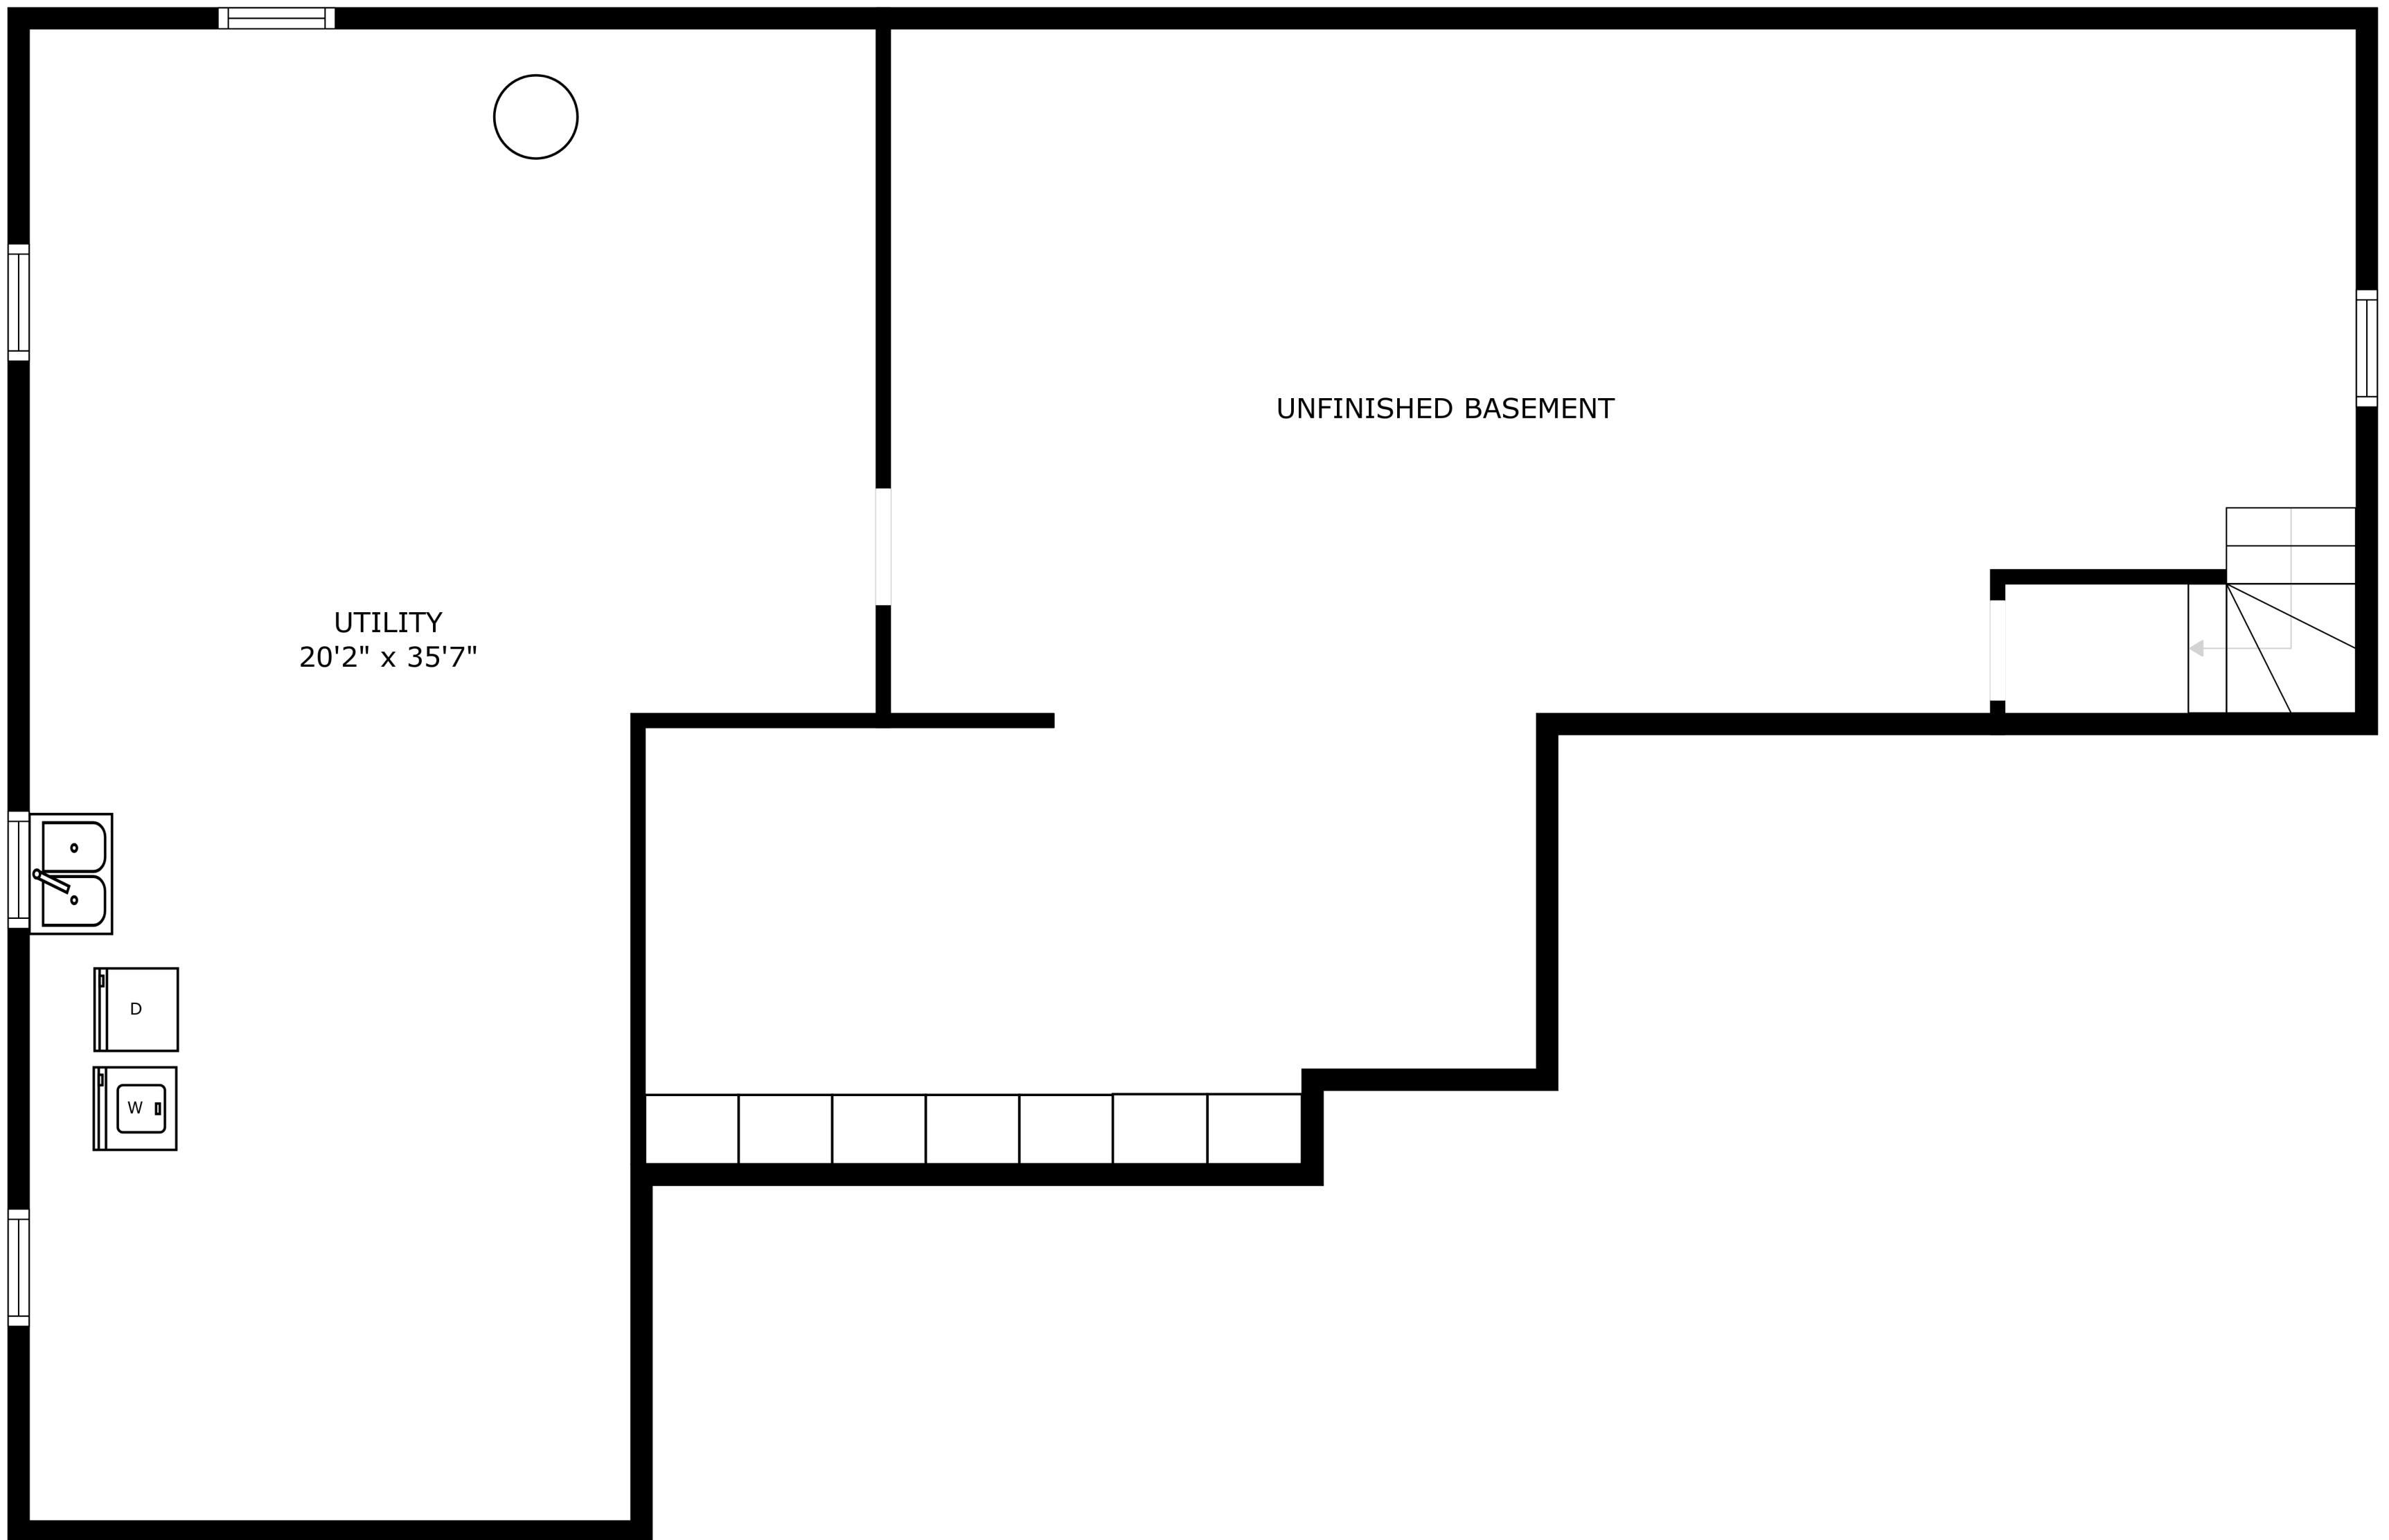 UNFINISHED BASEMENT
UTILITY
20'2" x 35'7"
D
W